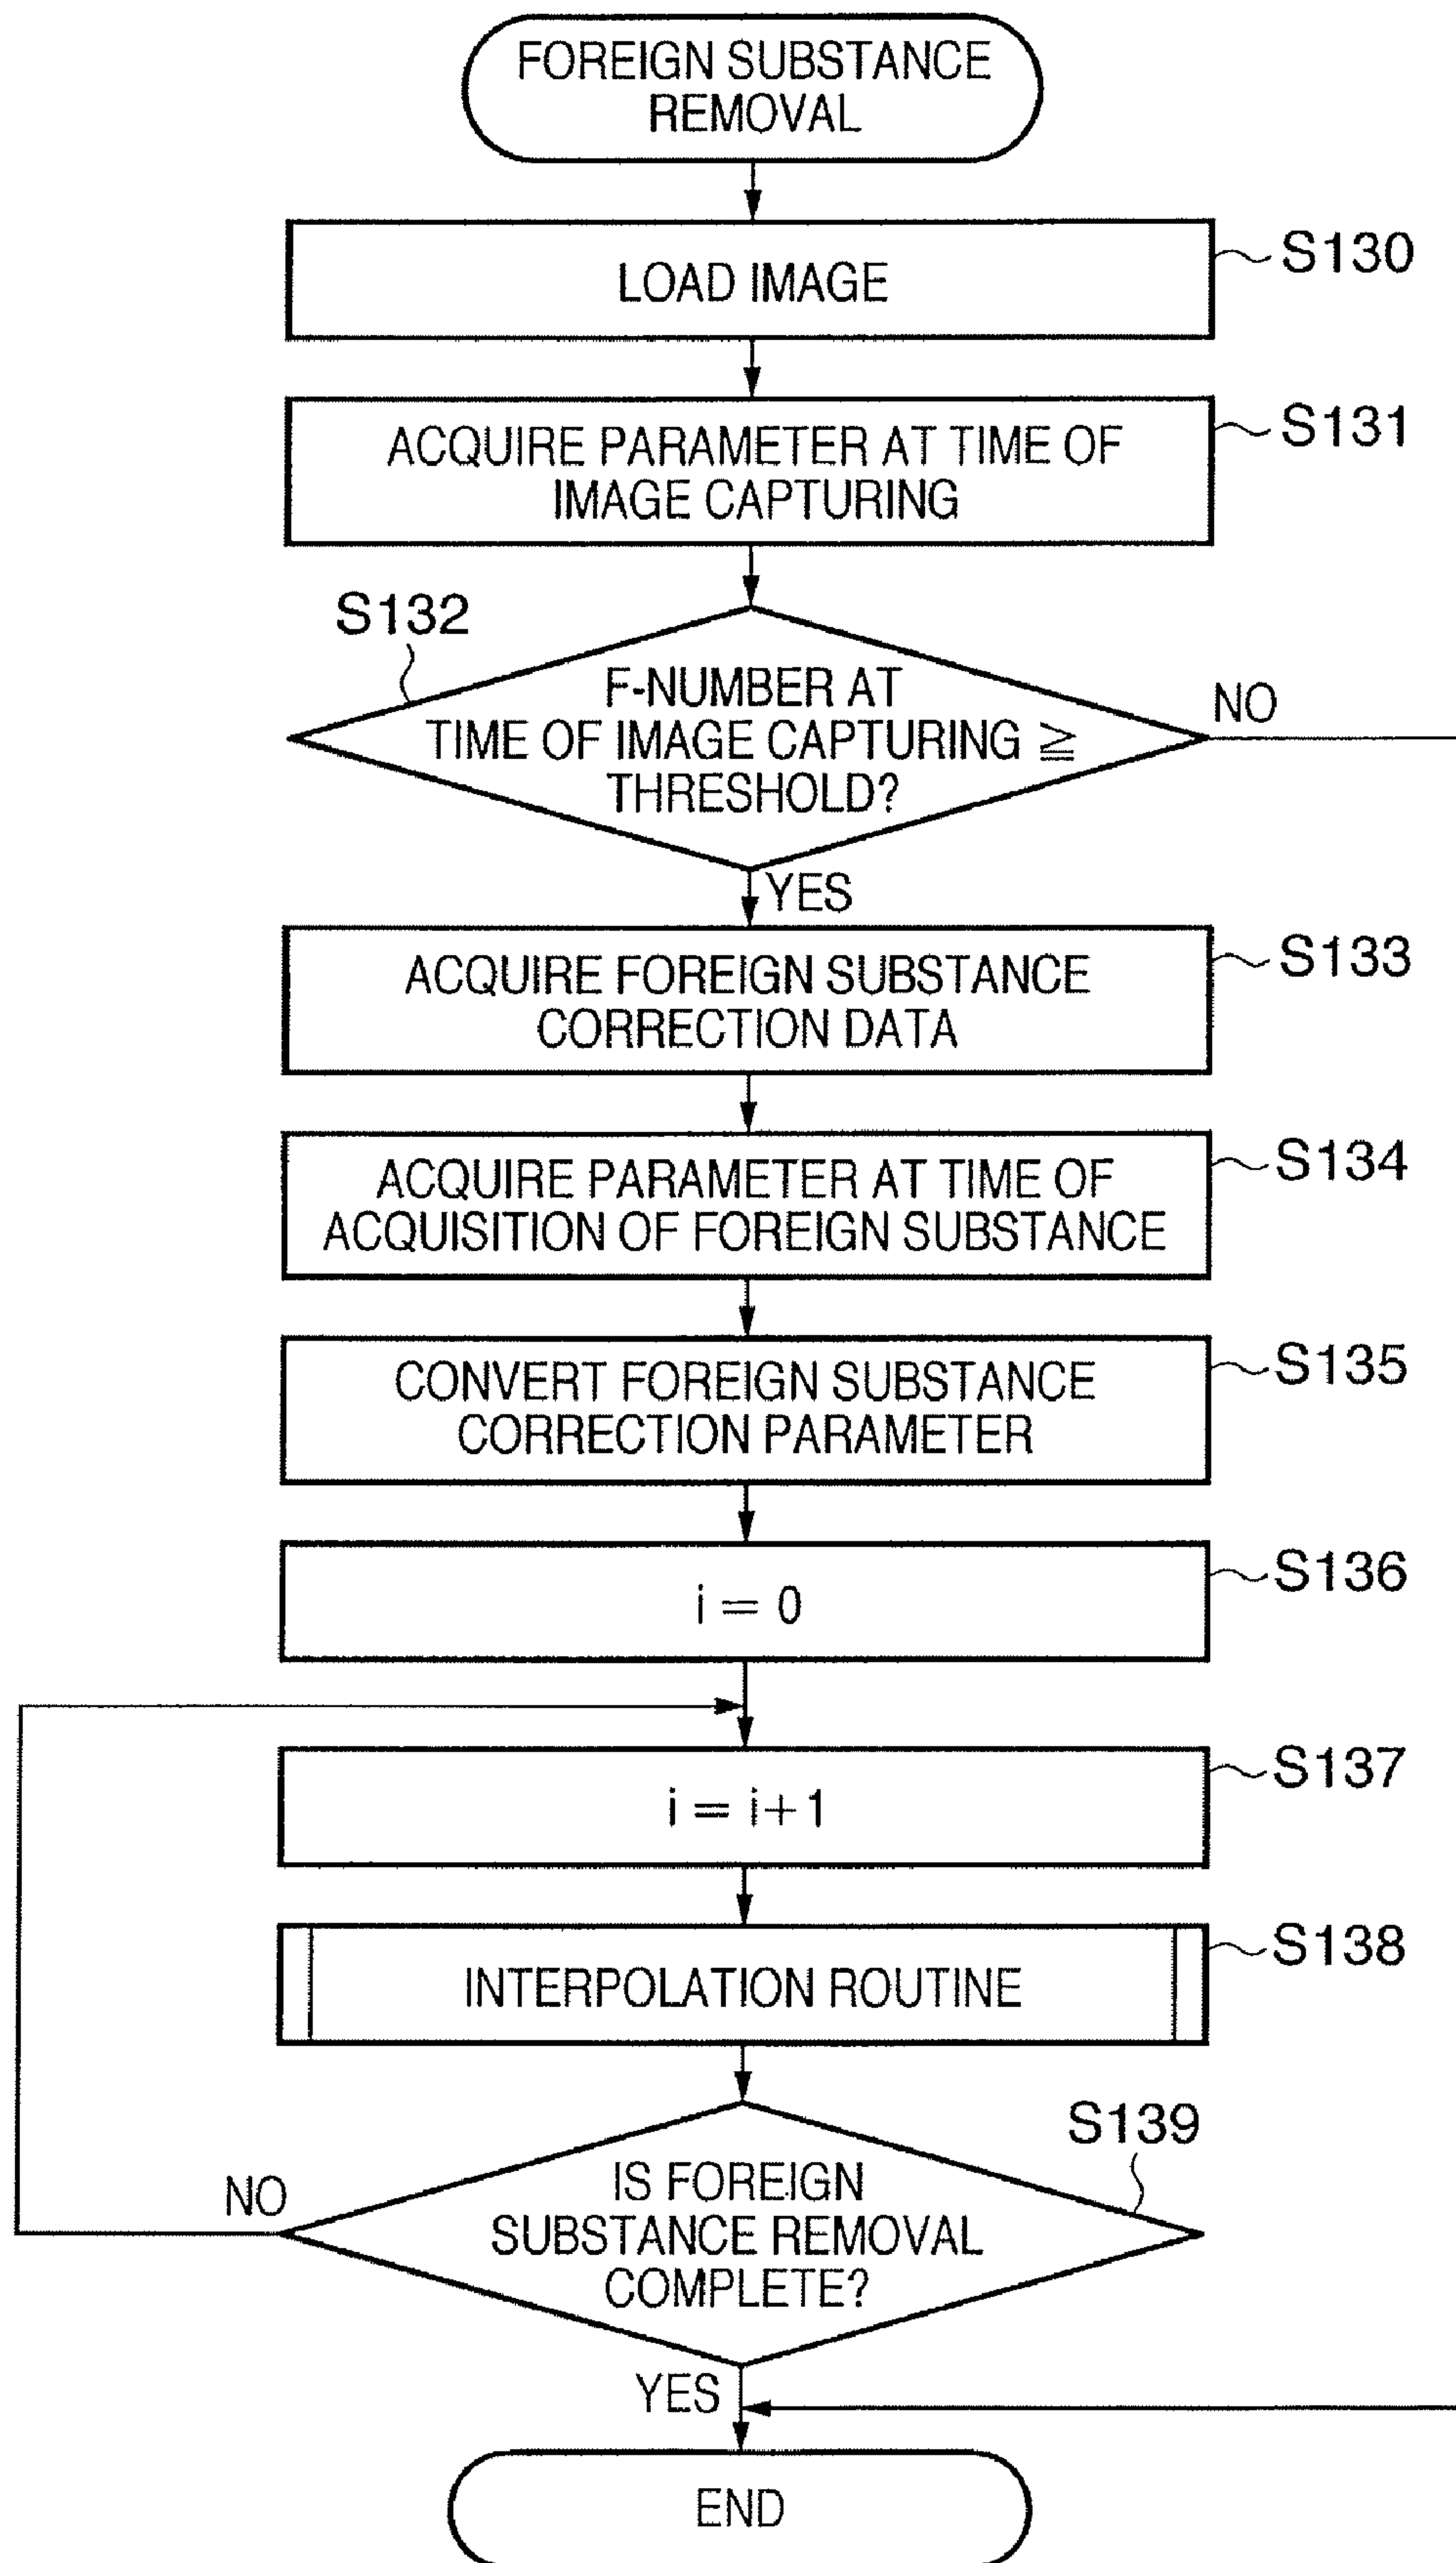 FOREIGN SUBSTANCE
REMOVAL
LOAD IMAGE
S130
ACQUIRE PARAMETER AT TIME OF
IMAGE CAPTURING
S131
S132
F-NUMBER AT
TIME OF IMAGE CAPTURING ≧
THRESHOLD?
NO
YES
ACQUIRE FOREIGN SUBSTANCE
CORRECTION DATA
S133
ACQUIRE PARAMETER AT TIME OF
ACQUISITION OF FOREIGN SUBSTANCE
S134
CONVERT FOREIGN SUBSTANCE
CORRECTION PARAMETER
S135
i = 0
S136
i = i+1
S137
INTERPOLATION ROUTINE
S138
S139
IS FOREIGN
SUBSTANCE REMOVAL
COMPLETE?
NO
YES
END